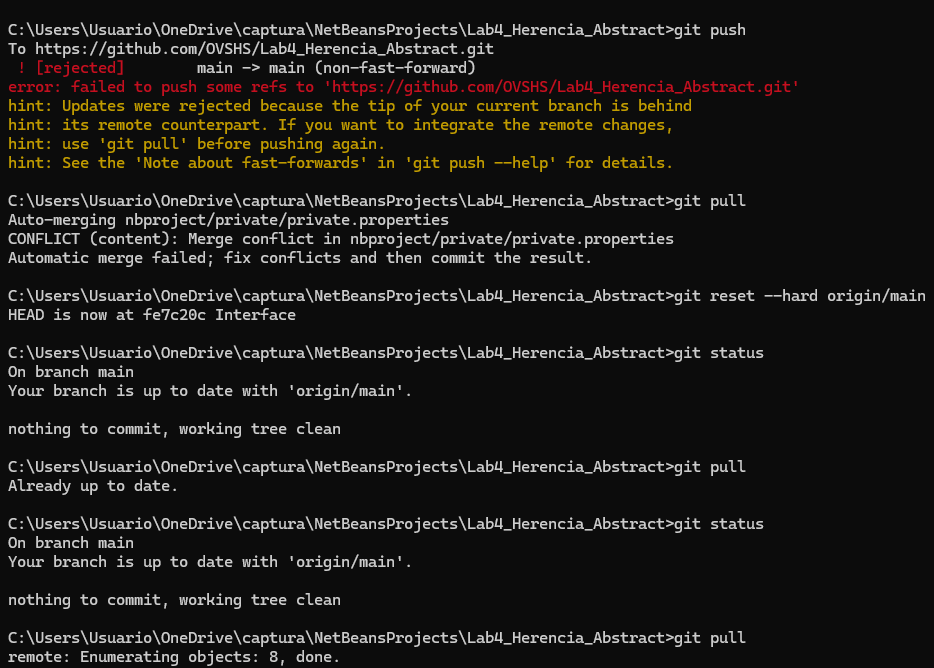 C:\Users\Usuario\OneDrive\captura\NetBeansProjects\Lab4_Herencia_Abstract>git push
To https://github.com/OVSHS/Lab4_Herencia_Abstract.git
 ! [rejected]        main -> main (non-fast-forward)
error: failed to push some refs to 'https://github.com/OVSHS/Lab4_Herencia_Abstract.git'
hint: Updates were rejected because the tip of your current branch is behind
hint: its remote counterpart. If you want to integrate the remote changes,
hint: use 'git pull' before pushing again.
hint: See the 'Note about fast-forwards' in 'git push --help' for details.
C:\Users\Usuario\OneDrive\captura\NetBeansProjects\Lab4_Herencia_Abstract>git pull
Auto-merging nbproject/private/private.properties
CONFLICT (content): Merge conflict in nbproject/private/private.properties
Automatic merge failed; fix conflicts and then commit the result.
C:\Users\Usuario\OneDrive\captura\NetBeansProjects\Lab4_Herencia_Abstract>git reset --hard origin/main
HEAD is now at fe7c20c Interface
C:\Users\Usuario\OneDrive\captura\NetBeansProjects\Lab4_Herencia_Abstract>git status
On branch main
Your branch is up to date with 'origin/main'.
nothing to commit, working tree clean
C:\Users\Usuario\OneDrive\captura\NetBeansProjects\Lab4_Herencia_Abstract>git pull
Already up to date.
C:\Users\Usuario\OneDrive\captura\NetBeansProjects\Lab4_Herencia_Abstract>git status
On branch main
Your branch is up to date with 'origin/main'.
nothing to commit, working tree clean
C:\Users\Usuario\OneDrive\captura\NetBeansProjects\Lab4_Herencia_Abstract>git pull
remote: Enumerating objects: 8, done.